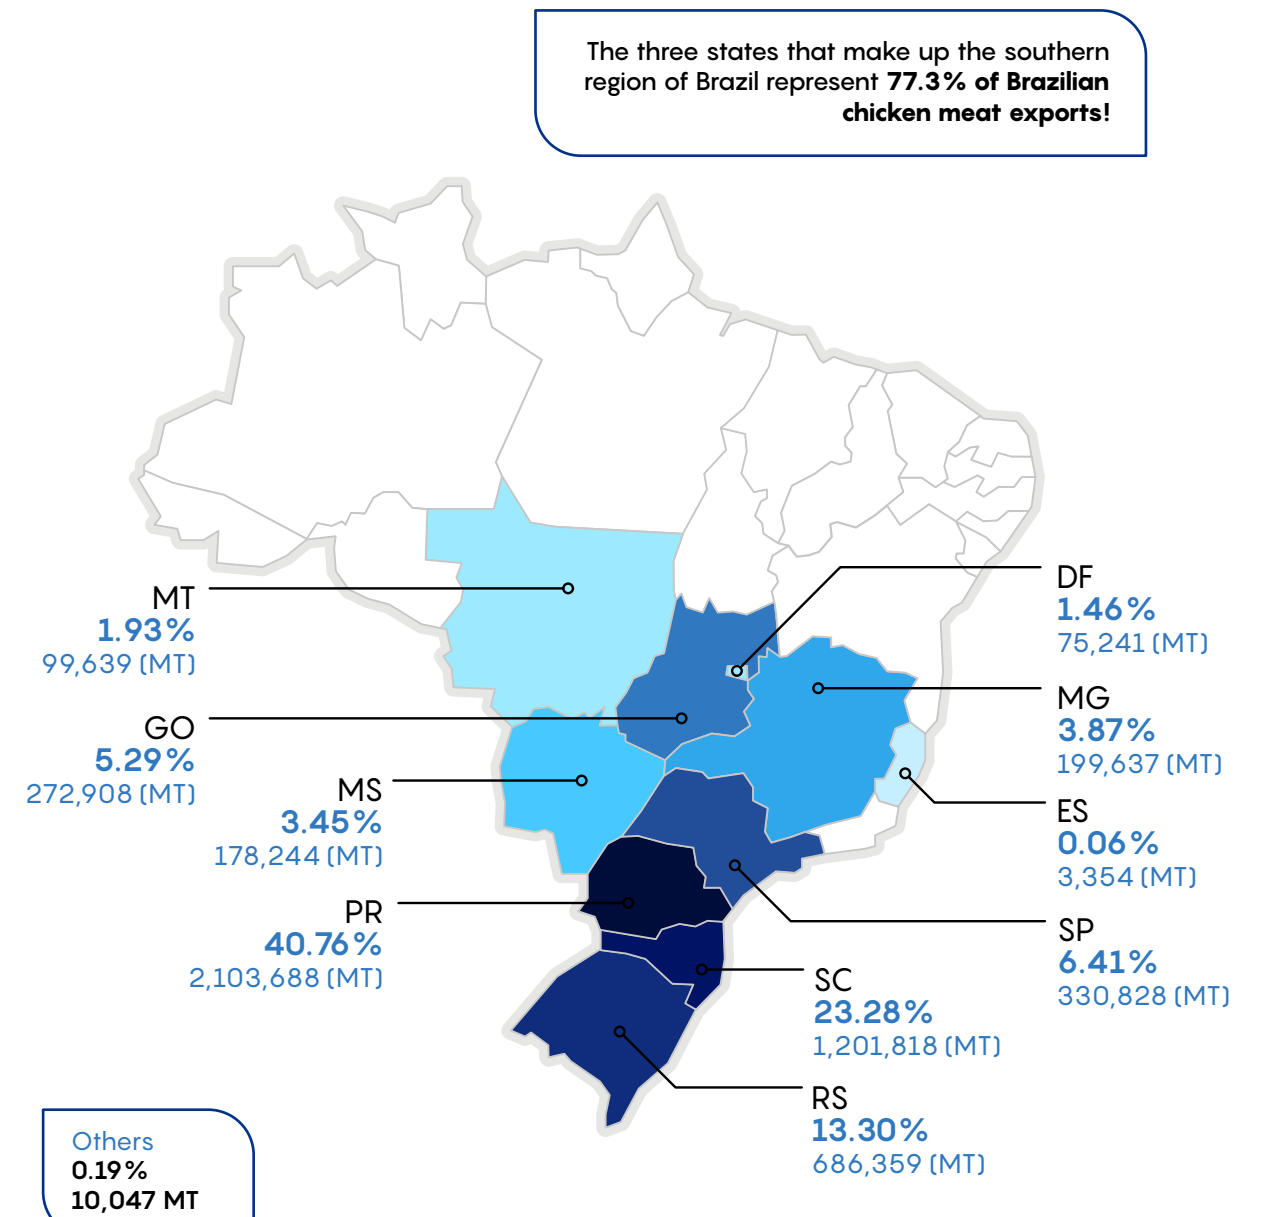 The three states that make up the southern
region of Brazil represent 77.3% of Brazilian
chicken meat exports!
MT
1.93%
99,639 (MT)
GO
5.29%
272,908 (MT)
MS
3.45%
178,244 (MT)
PR
40.76%
2,103,688 (MT)
DF
1.46%
75,241 (MT)
MG
3.87%
199,637 (MT)
ES
0.06%
3,354 (MT)
SP
6.41%
330,828 (MT)
SC
23.28%
1,201,818 (MT)
RS
13.30%
686,359 (MT)
Others
0.19%
10,047 MT